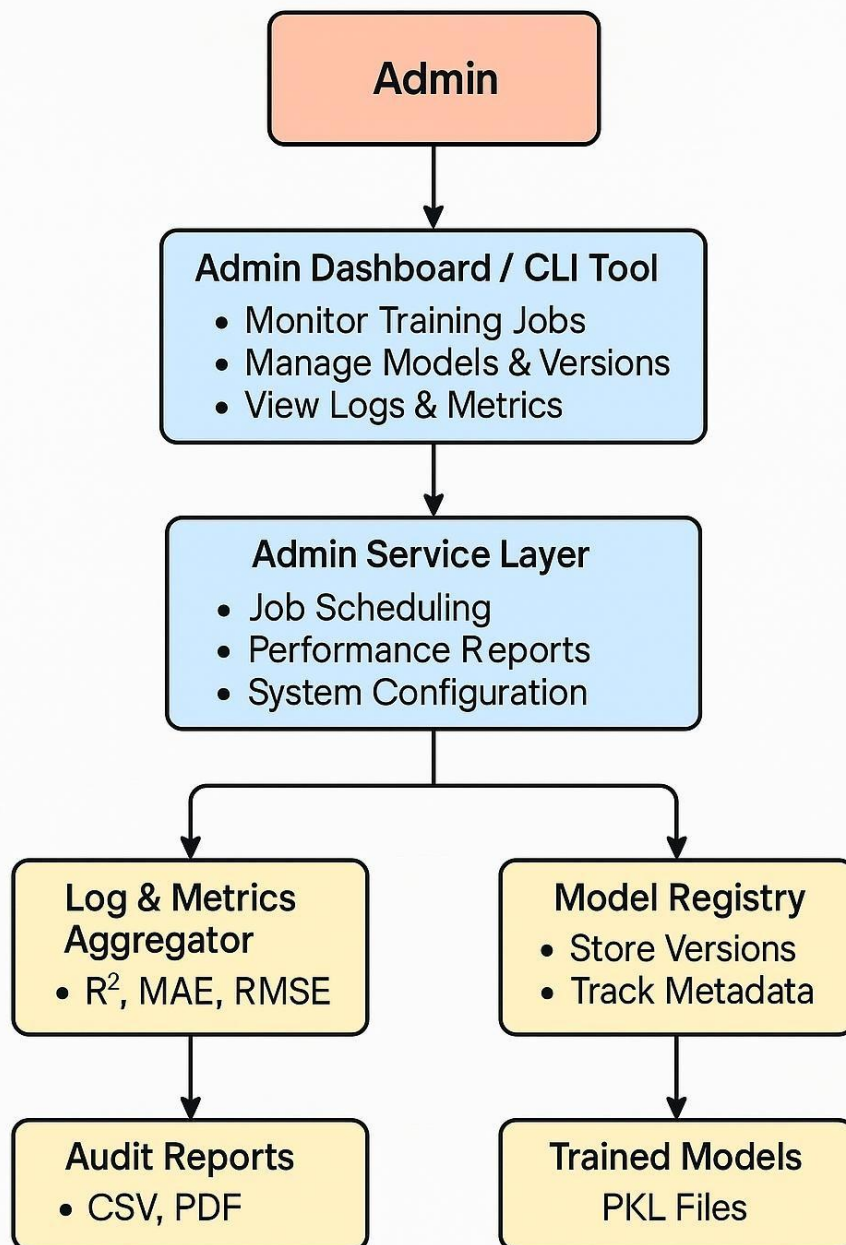 Admin
Admin Dashboard / CLI Tool
• Monitor Training Jobs
• Manage Models & Versions
• View Logs & Metrics
Admin Service Layer
• Job Scheduling
• Performance Reports
• System Configuration
Log & Metrics
Aggregator
• R², MAE, RMSE
Model Registry
• Store Versions
• Track Metadata
Audit Reports
• CSV, PDF
Trained Models
PKL Files